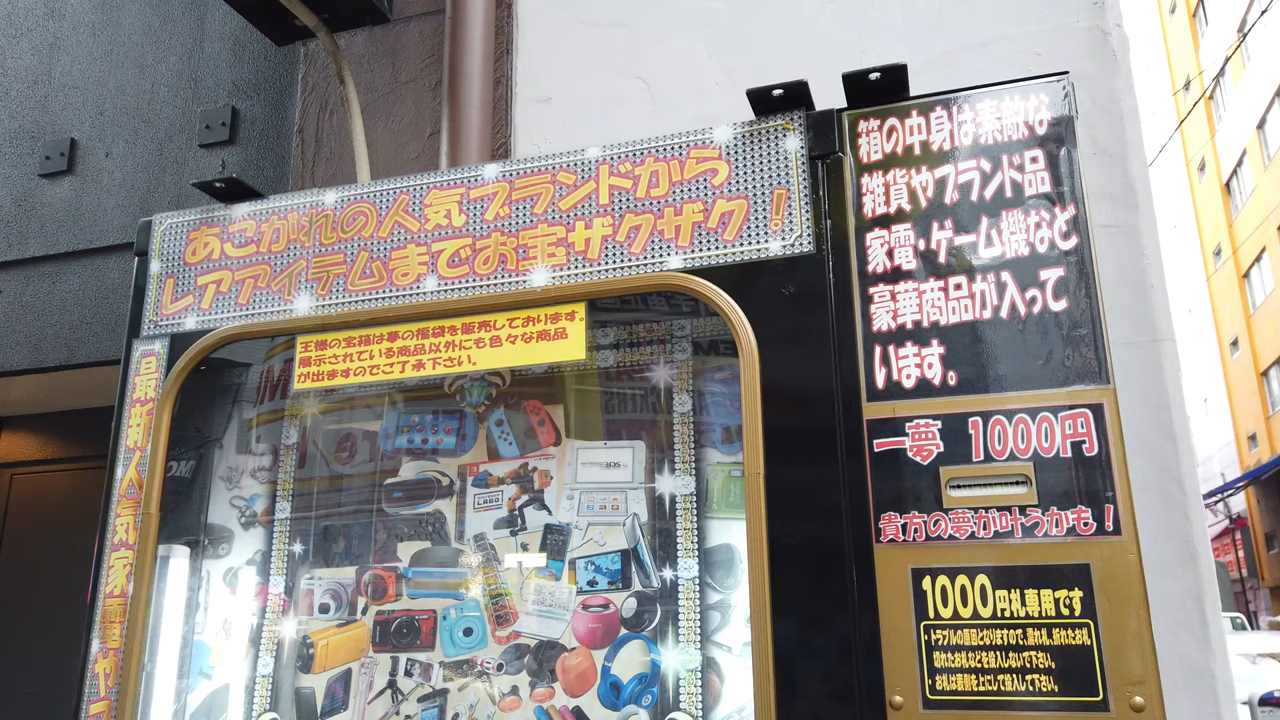 あこがれの人気ブランドから
レアアイテムまでお宝ザクザク！
王様の宝箱は夢の福袋を販売しております。
展示されている商品以外にも色々な商品
が出ますのでご了承下さい。
最新人気家電や
NINTENDO 3DS LL
NINTENDO
LABO
箱の中身は素敵な
雑貨やブランド品
家電・ゲーム機など
豪華商品が入って
います。
一夢 1000円
貴方の夢が叶うかも！
1000円札専用です
・トラブルの原因となりますので、濡れ札、折れたお札
切れたお札などを投入しないで下さい。
・お札は表側を上にして投入して下さい。